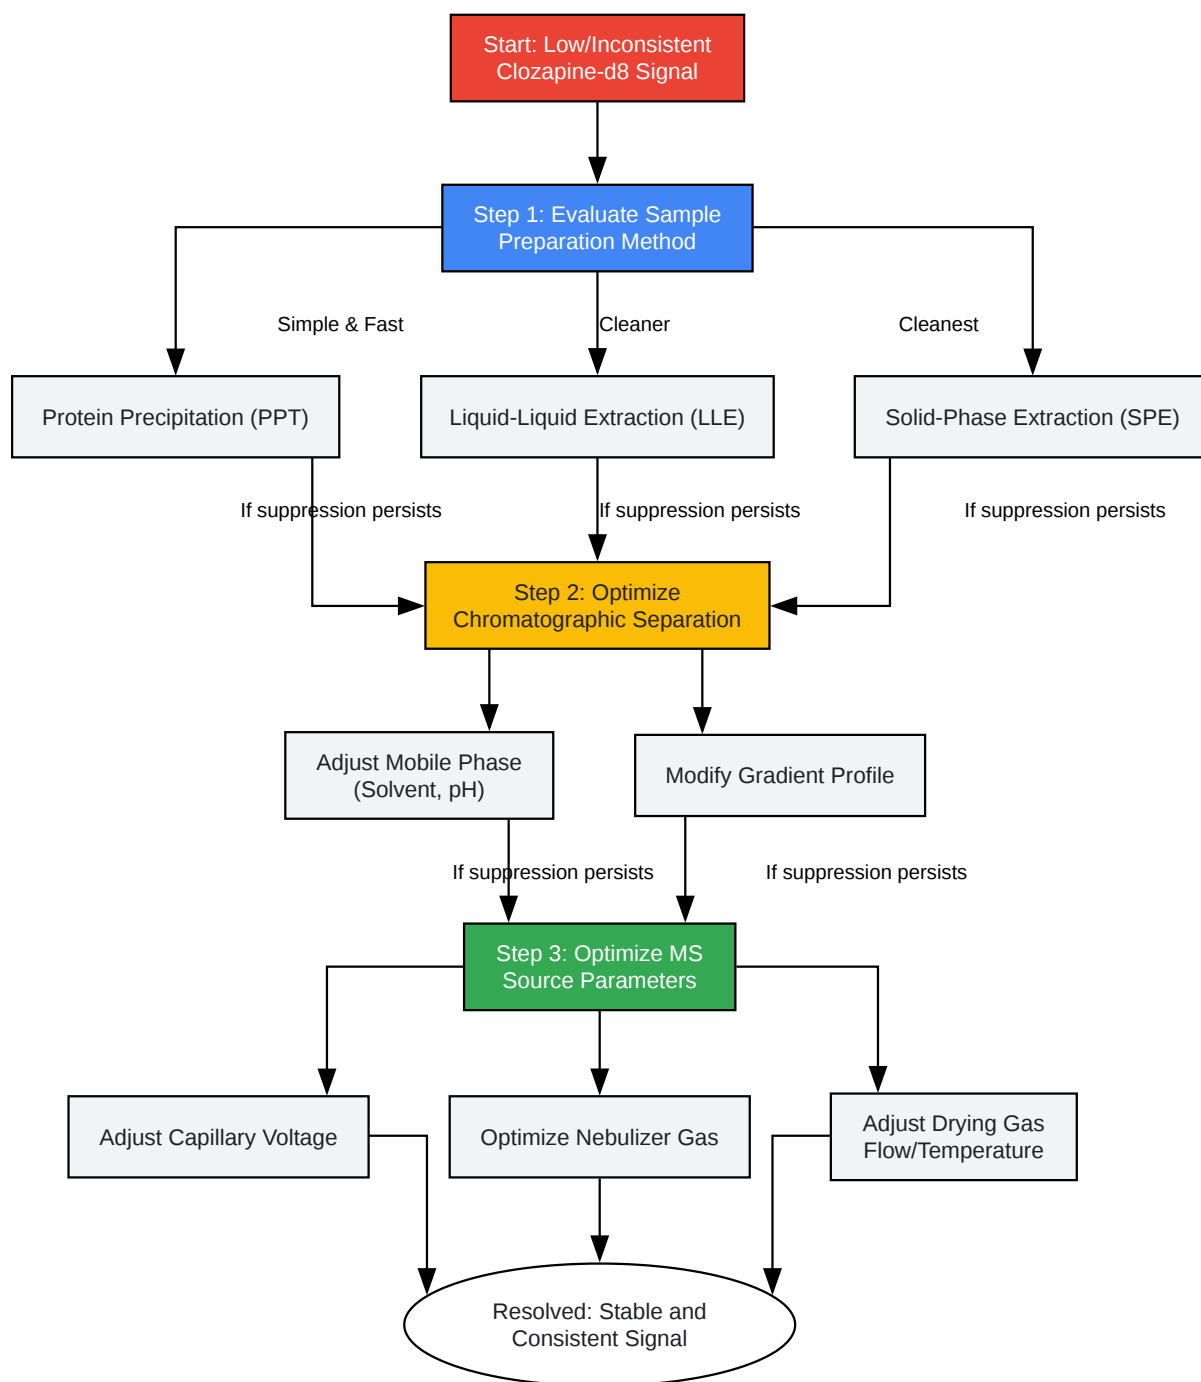 Start: Low/Inconsistent
Clozapine-d8 Signal
Step 1: Evaluate Sample
Preparation Method
Simple & Fast
Cleaner
Cleanest
Protein Precipitation (PPT)
Liquid-Liquid Extraction (LLE)
Solid-Phase Extraction (SPE)
If suppression persists
If suppression persists
If suppression persists
Step 2: Optimize
Chromatographic Separation
Adjust Mobile Phase
(Solvent, pH)
Modify Gradient Profile
If suppression persists
If suppression persists
Step 3: Optimize MS
Source Parameters
Adjust Capillary Voltage
Optimize Nebulizer Gas
Adjust Drying Gas
Flow/Temperature
Resolved: Stable and
Consistent Signal